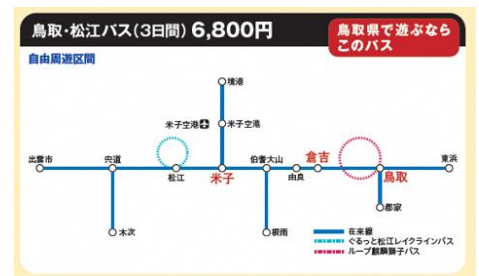 鳥取・松江パス(3日間) 6,800円
鳥取県で遊ぶなら
このパス
自由周遊区間
境港
米子空港
米子空港
出雲市
宍道
松江
米子
伯耆大山
由良
倉吉
鳥取
東浜
木次
根雨
郡家
在来線
ぐるっと松江レイクラインバス
ループ麒麟獅子バス